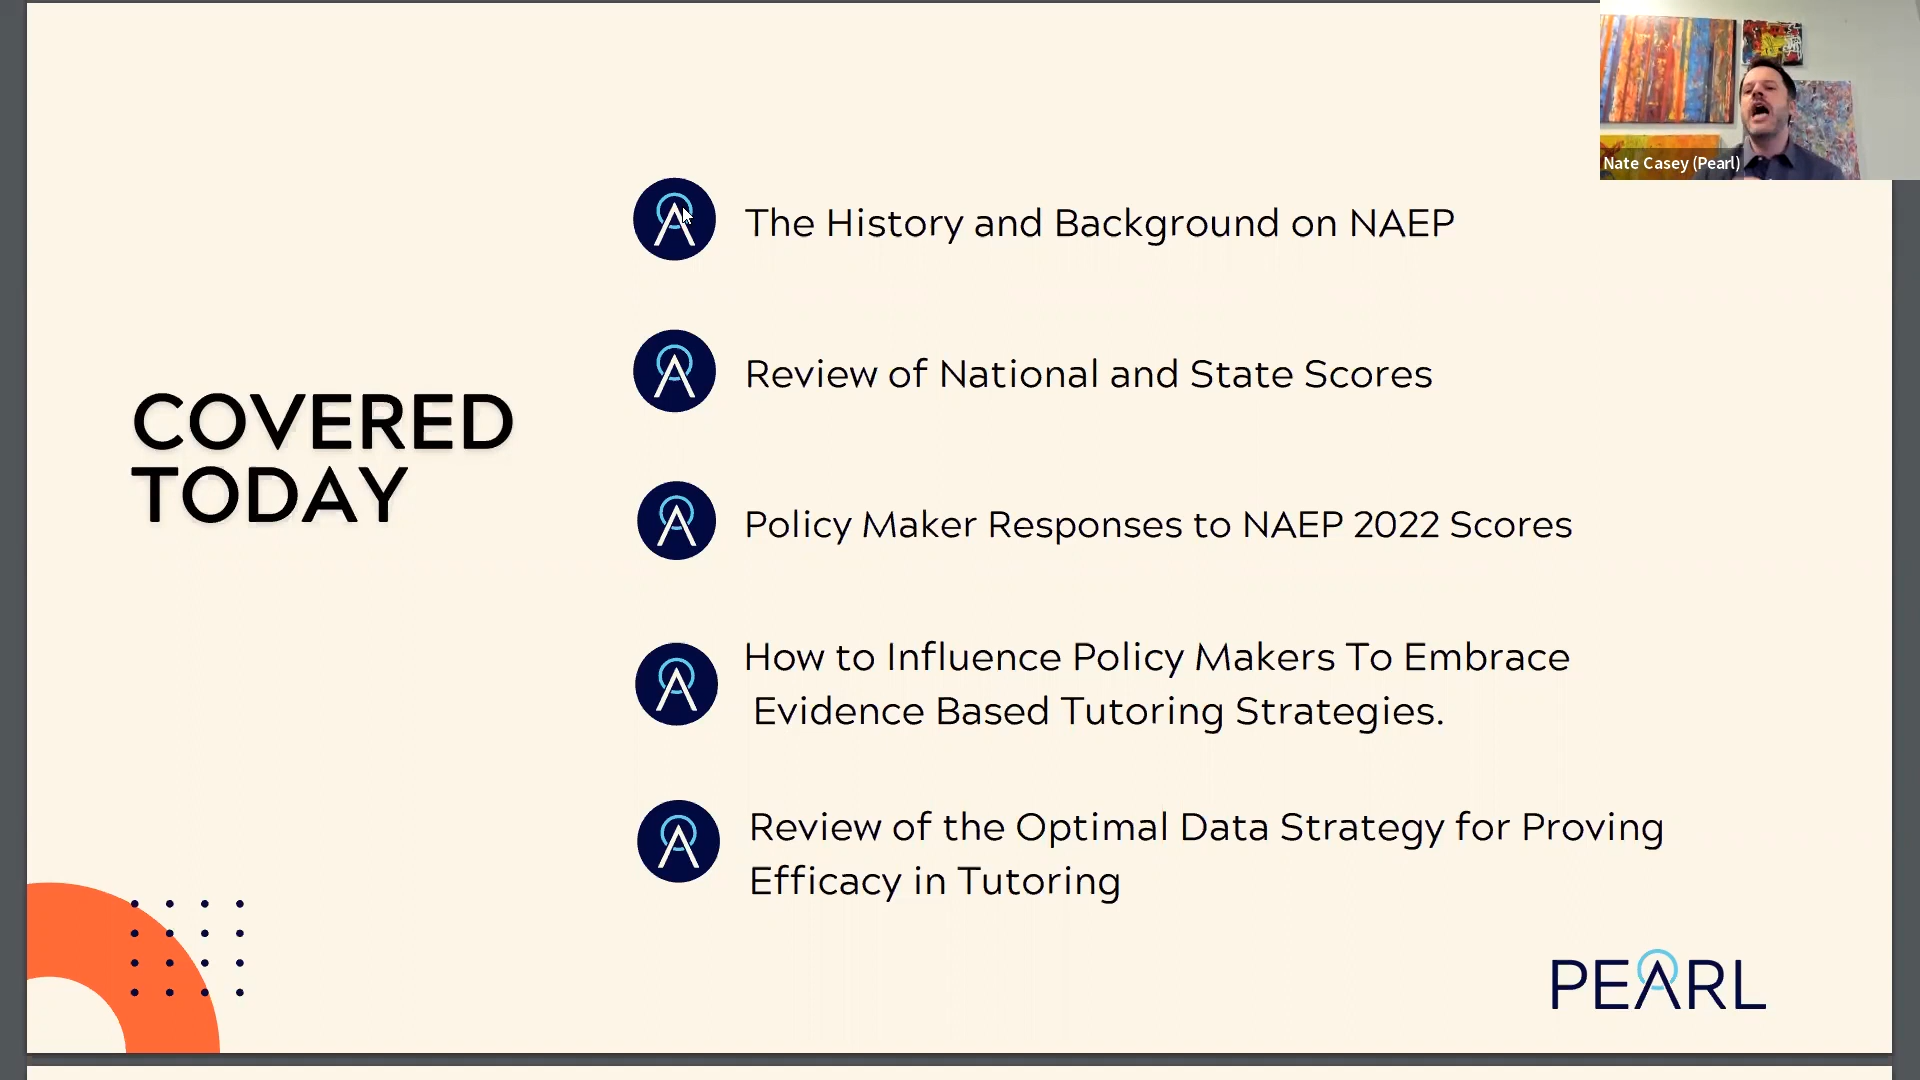 Nate Casey (Pearl)
COVERED
TODAY
The History and Background on NAEP
Review of National and State Scores
Policy Maker Responses to NAEP 2022 Scores
How to Influence Policy Makers To Embrace
Evidence Based Tutoring Strategies.
Review of the Optimal Data Strategy for Proving
Efficacy in Tutoring
PEARL